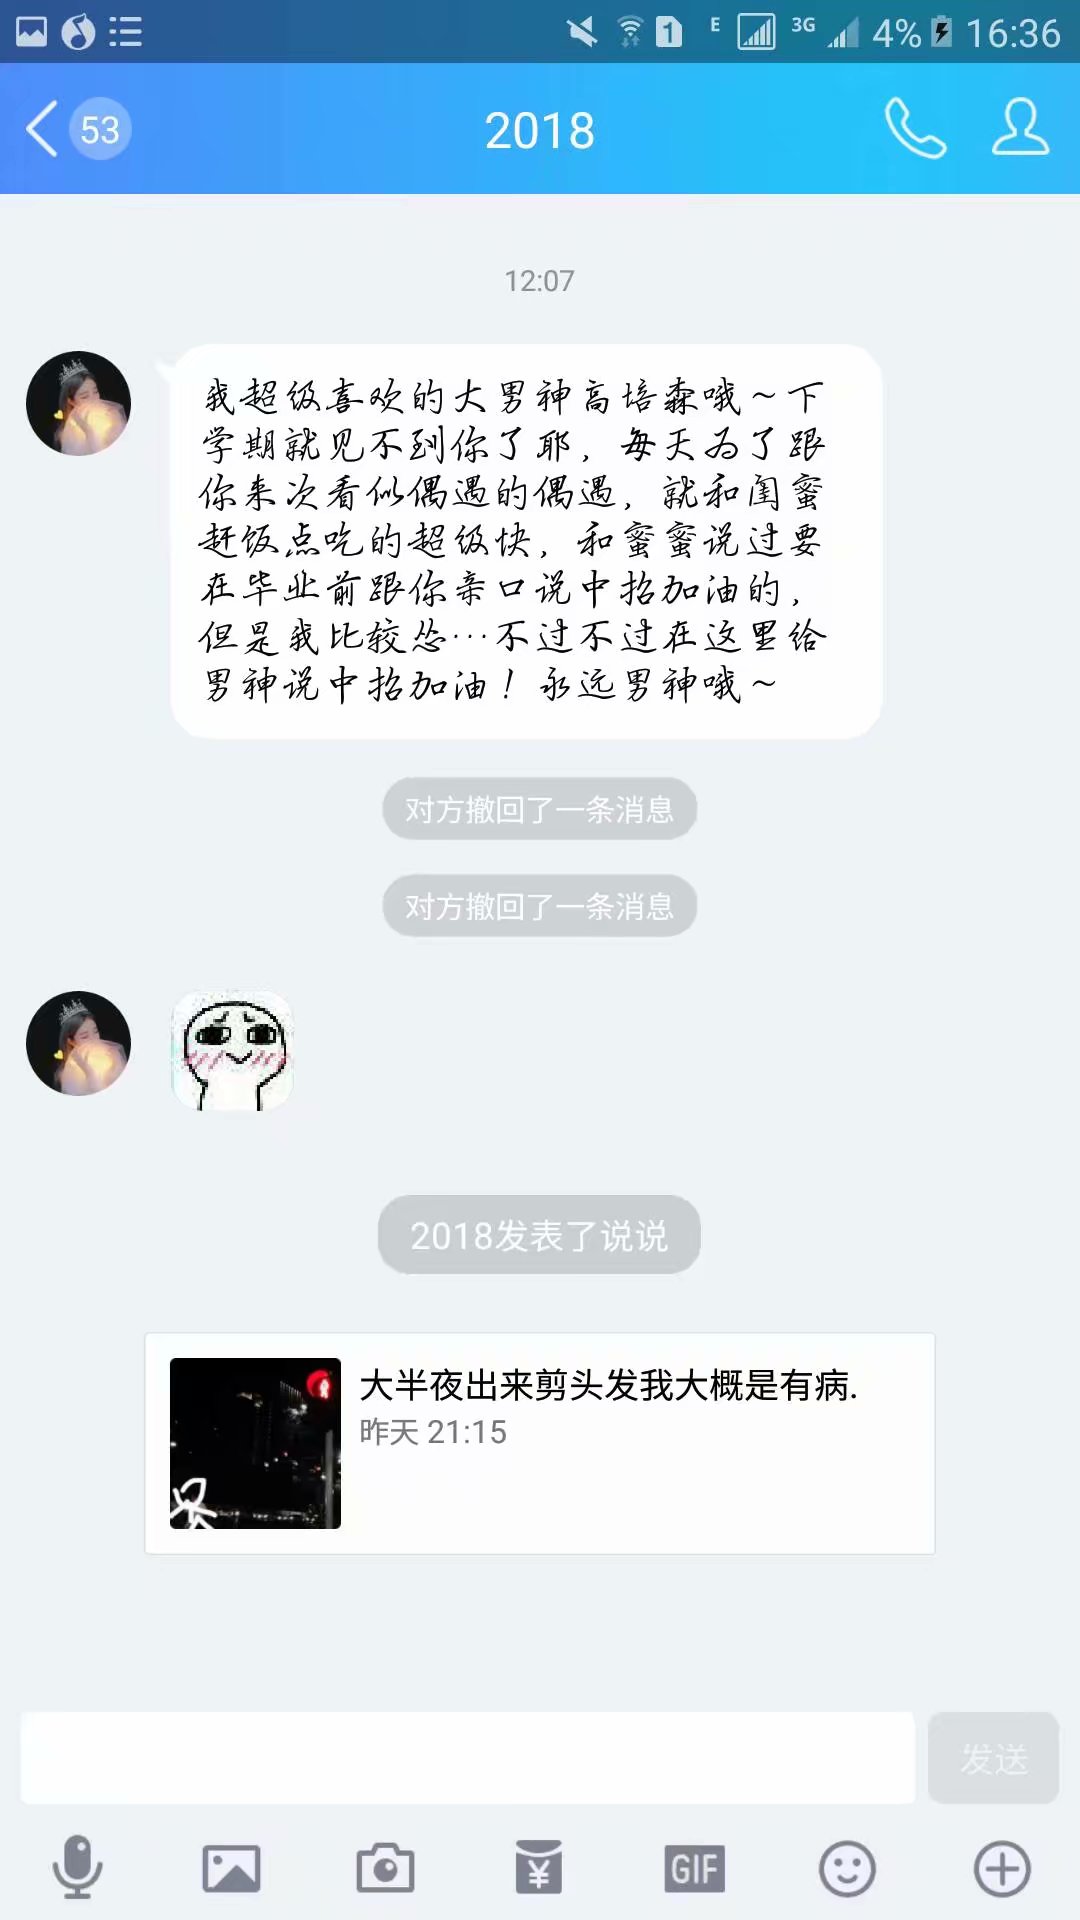 1 E 3G 4% 16:36
53 2018
12:07
我超级喜欢的大男神高培森哦~下
学期就见不到你了耶，每天为了跟
你来次看似偶遇的偶遇，就和闺蜜
赶饭点吃的超级快，和蜜蜜说过要
在毕业前跟你亲口说中招加油的，
但是我比较怂…不过不过在这里给
男神说中招加油！永远男神哦~
对方撤回了一条消息
对方撤回了一条消息
2018发表了说说
大半夜出来剪头发我大概是有病.
昨天 21:15
发送
GIF